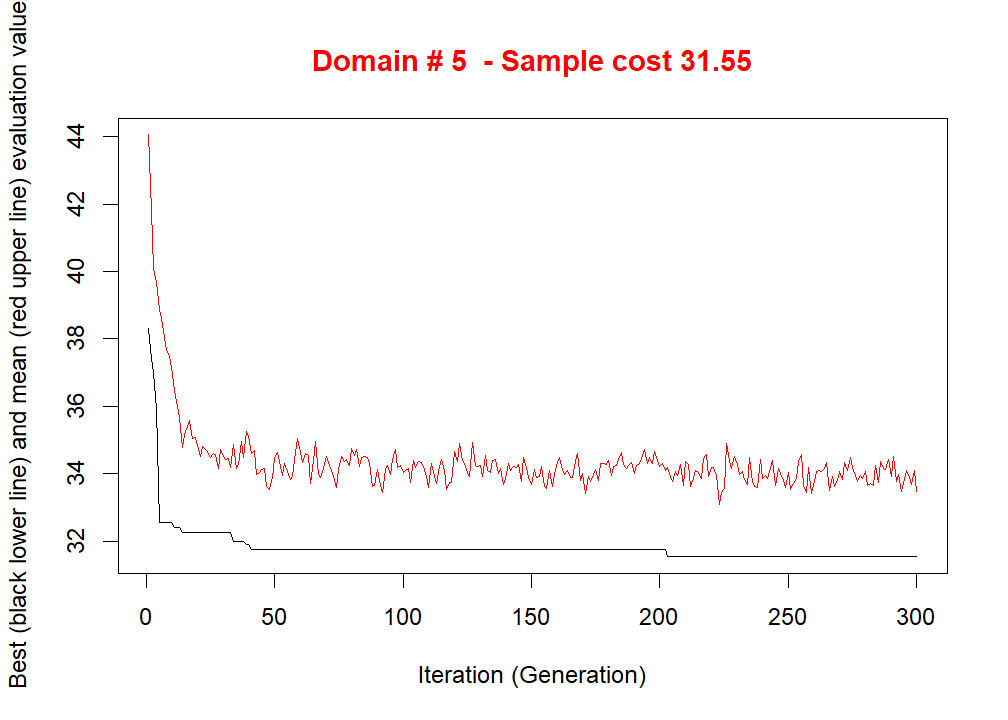 Domain # 5  - Sample cost 31.55
Best (black lower line) and mean (red upper line) evaluation value
44
42
40
38
36
34
32
0 50 100 150 200 250 300
Iteration (Generation)